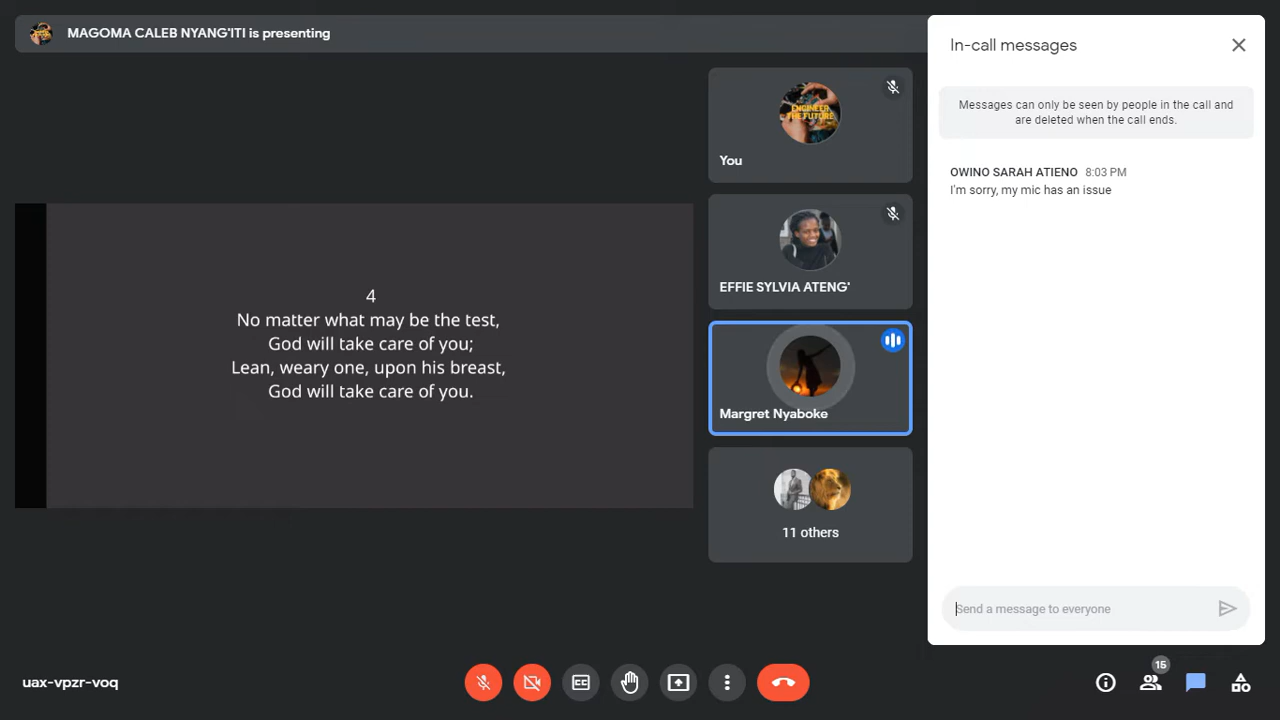 MAGOMA CALEB NYANG'ITI is presenting
4
No matter what may be the test,
God will take care of you;
Lean, weary one, upon his breast,
God will take care of you.
ENGINEER
THE FUTURE
You
EFFIE SYLVIA ATENG'
Margret Nyaboke
11 others
In-call messages
Messages can only be seen by people in the call and
are deleted when the call ends.
OWINO SARAH ATIENO 8:03 PM
I'm sorry, my mic has an issue
Send a message to everyone
uax-vpzr-voq
CC
15